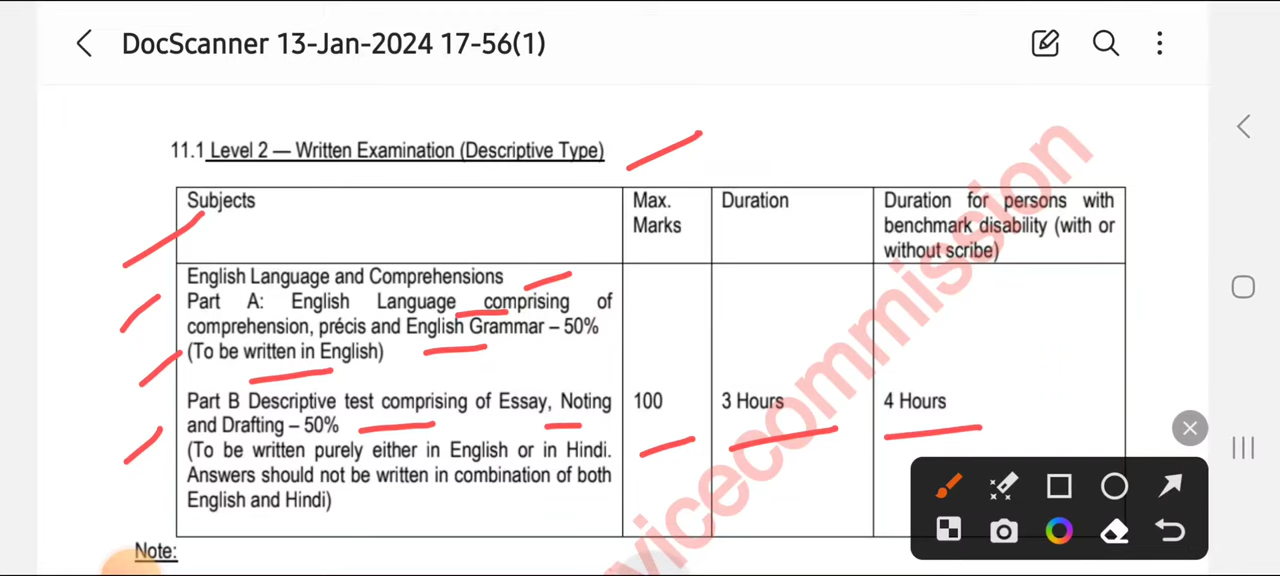 DocScanner 13-Jan-2024 17-56(1)
11.1 Level 2 — Written Examination (Descriptive Type)
Subjects
Max.
Marks
Duration
Duration for persons with
benchmark disability (with or
without scribe)
English Language and Comprehensions
Part A: English Language comprising of
comprehension, précis and English Grammar – 50%
(To be written in English)
Part B Descriptive test comprising of Essay, Noting
and Drafting – 50%
(To be written purely either in English or in Hindi.
Answers should not be written in combination of both
English and Hindi)
100
3 Hours
4 Hours
vicecommission
Note: